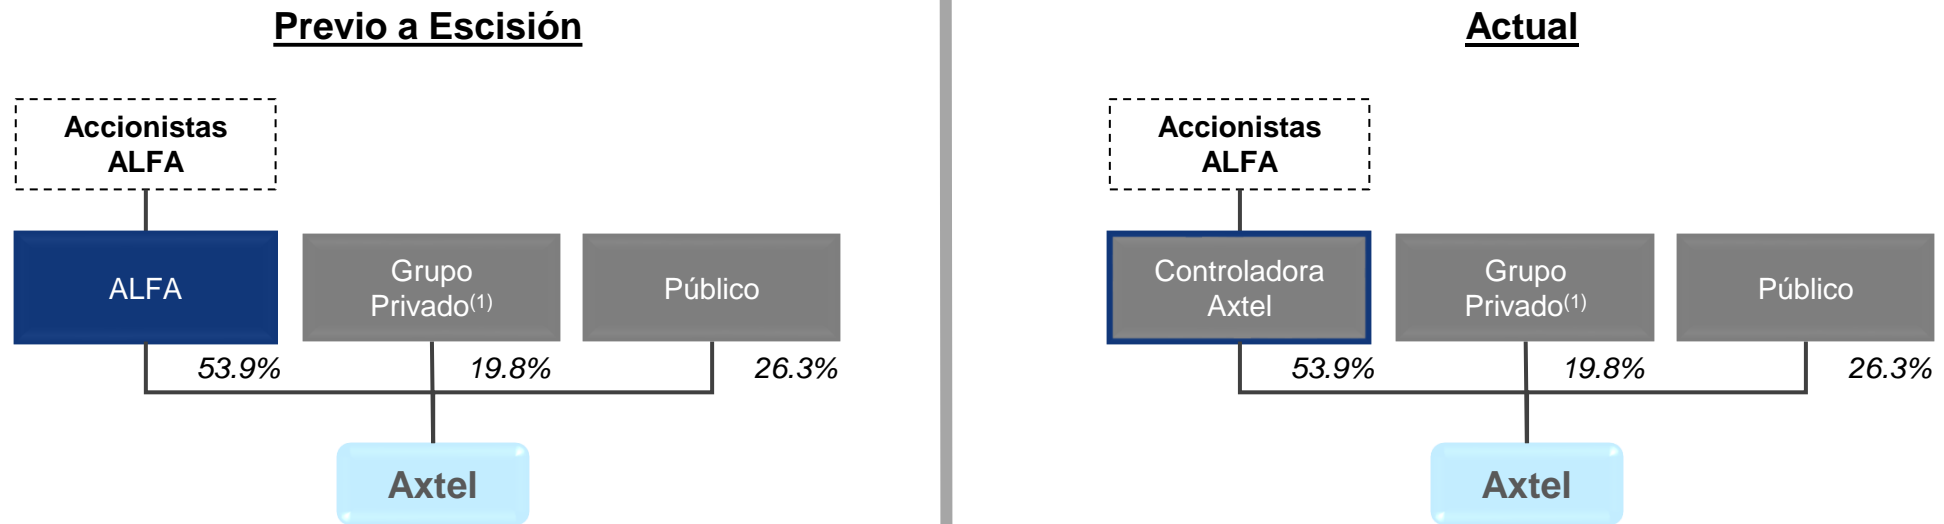 Previo a Escisión
Accionistas
ALFA
ALFA
Grupo
Privado(1)
Público
53.9%
19.8%
26.3%
Axtel
Actual
Accionistas
ALFA
Controladora
Axtel
Grupo
Privado(1)
Público
53.9%
19.8%
26.3%
Axtel